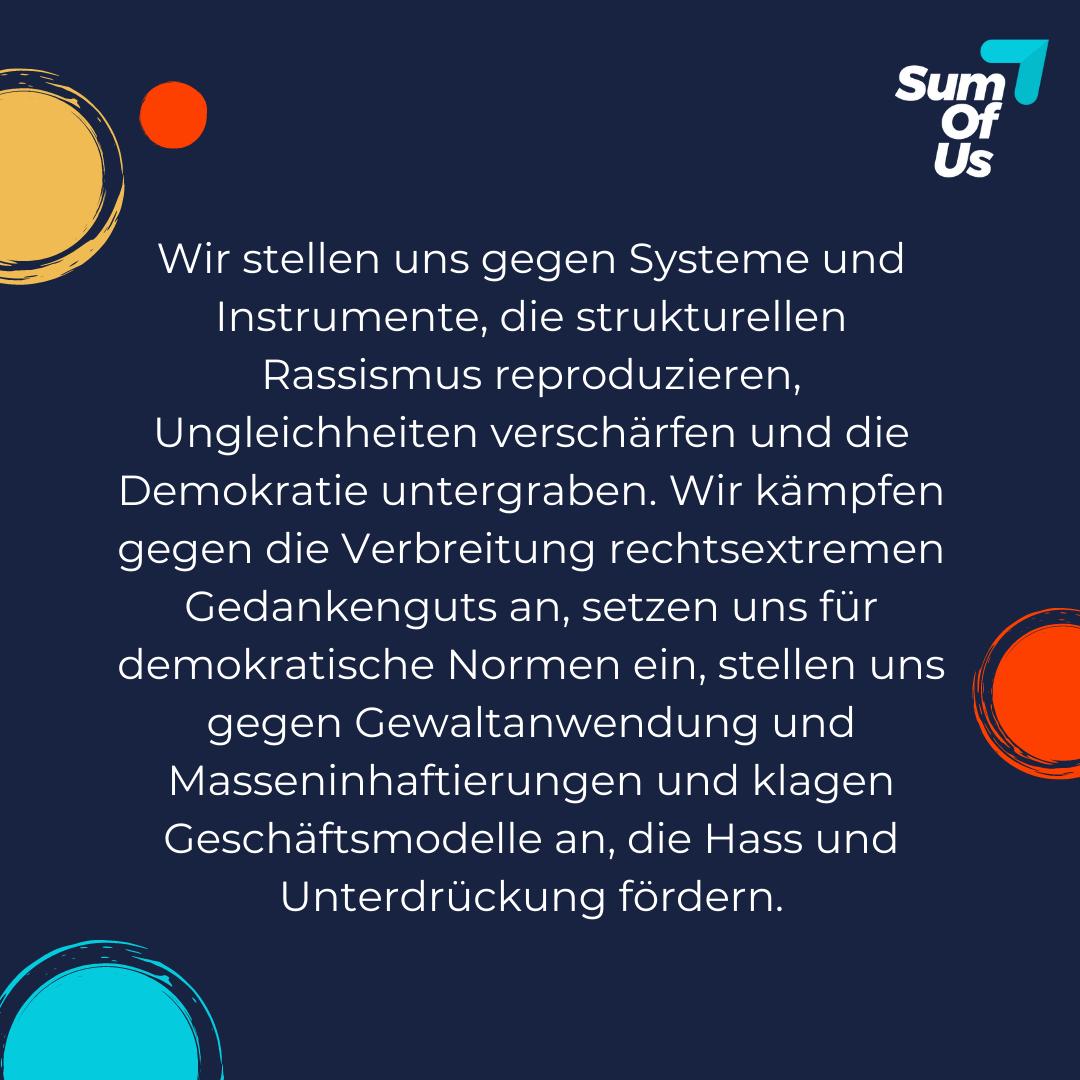 Sum
Of
Us
Wir stellen uns gegen Systeme und
Instrumente, die strukturellen
Rassismus reproduzieren,
Ungleichheiten verschärfen und die
Demokratie untergraben. Wir kämpfen
gegen die Verbreitung rechtsextremen
Gedankenguts an, setzen uns für
demokratische Normen ein, stellen uns
gegen Gewaltanwendung und
Masseninhaftierungen und klagen
Geschäftsmodelle an, die Hass und
Unterdrückung fördern.